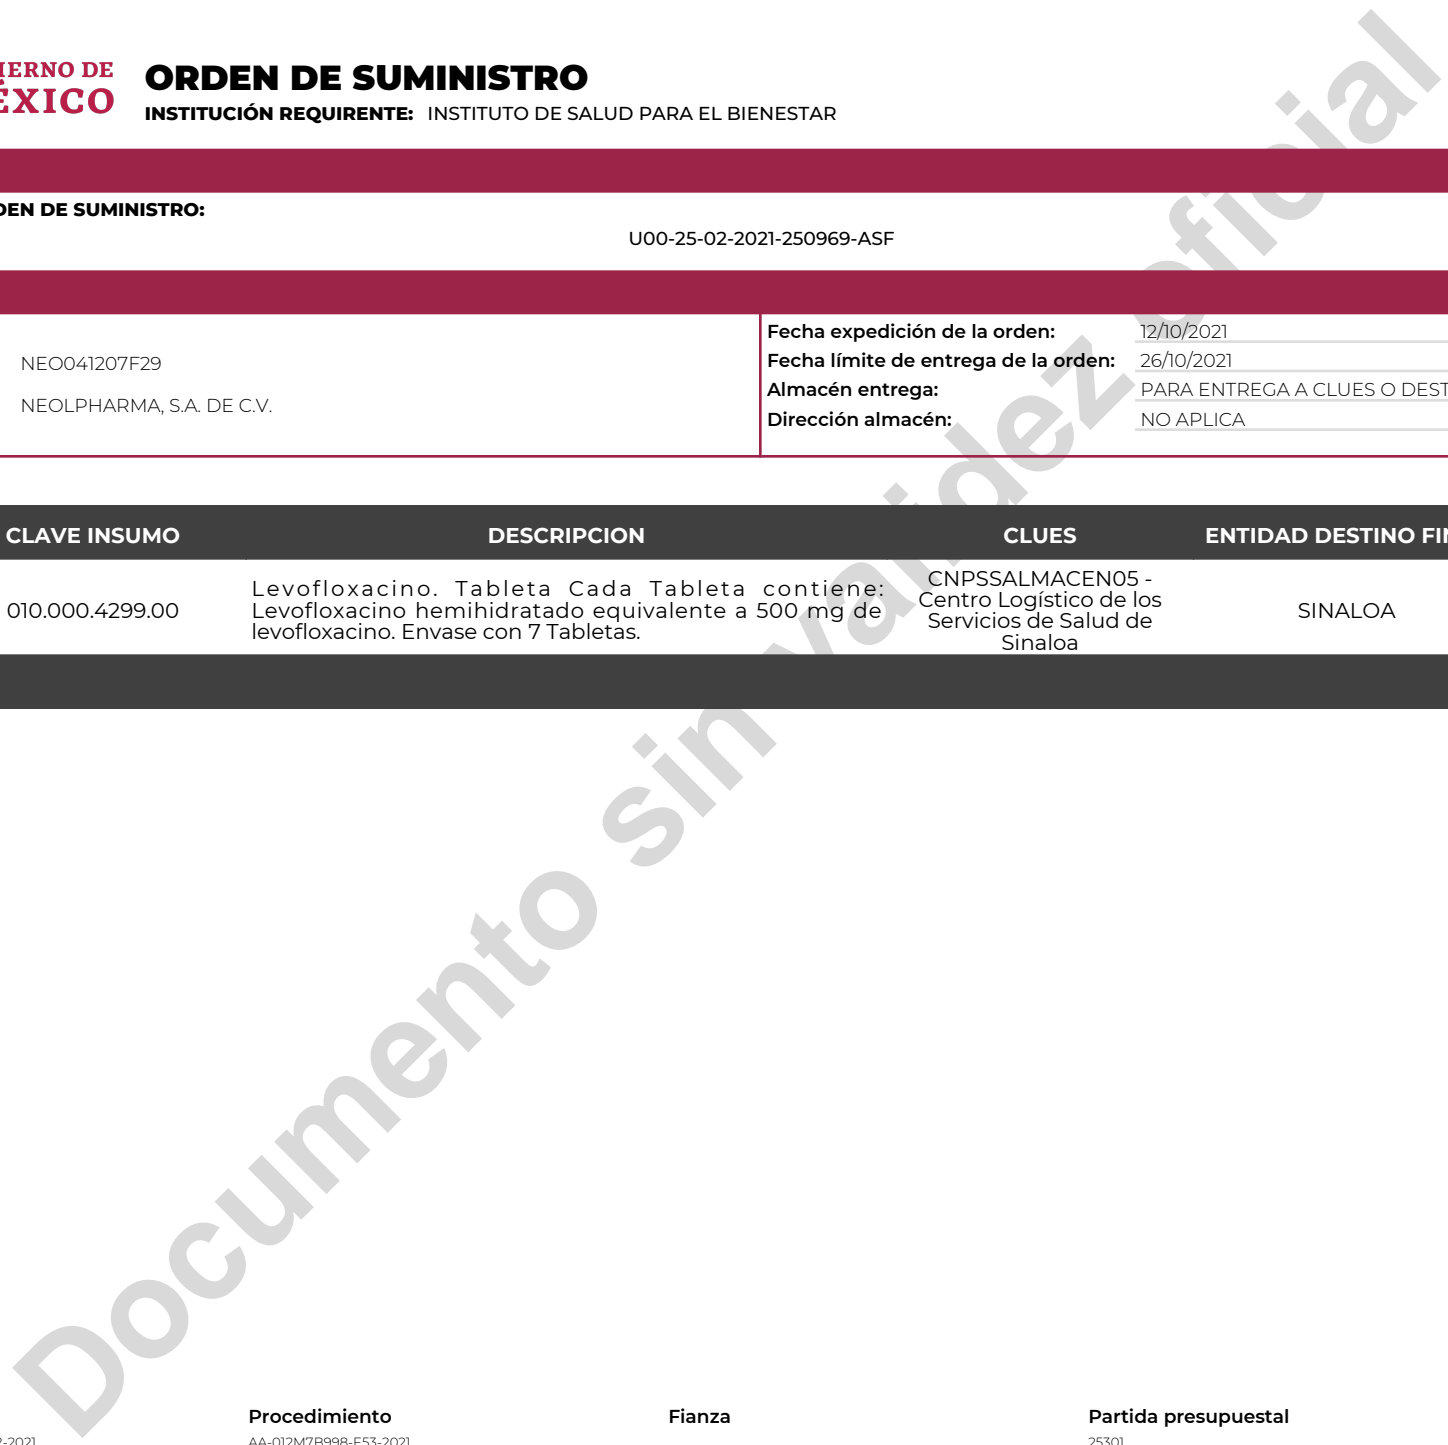 ORDEN DE SUMINISTRO
INSTITUCIÓN REQUIRENTE: INSTITUTO DE SALUD PARA EL BIENESTAR
DE
MÉXICO
DE SUMINISTRO:
U00-25-02-2021-250969-ASF
NEO041207F29
NEOLPHARMA, S.A. DE C.V.
Fecha expedición de la orden: 12/10/2021
Fecha límite de entrega de la orden: 26/10/2021
Almacén entrega: PARA ENTREGA A CLUES O
Dirección almacén: NO APLICA
CLAVE INSUMO DESCRIPCION CLUES ENTIDAD DESTINO
010.000.4299.00
Levofloxacino. Tableta Cada Tableta contiene:
Levofloxacino hemihidratado equivalente a 500 mg de
levofloxacino. Envase con 7 Tabletas.
CNPSSALMACEN05 -
Centro Logístico de los
Servicios de Salud de
Sinaloa
SINALOA
Documento sin validez oficial
Procedimiento Fianza Partida presupuestal
AA-012M7B998-E53-2021 25301